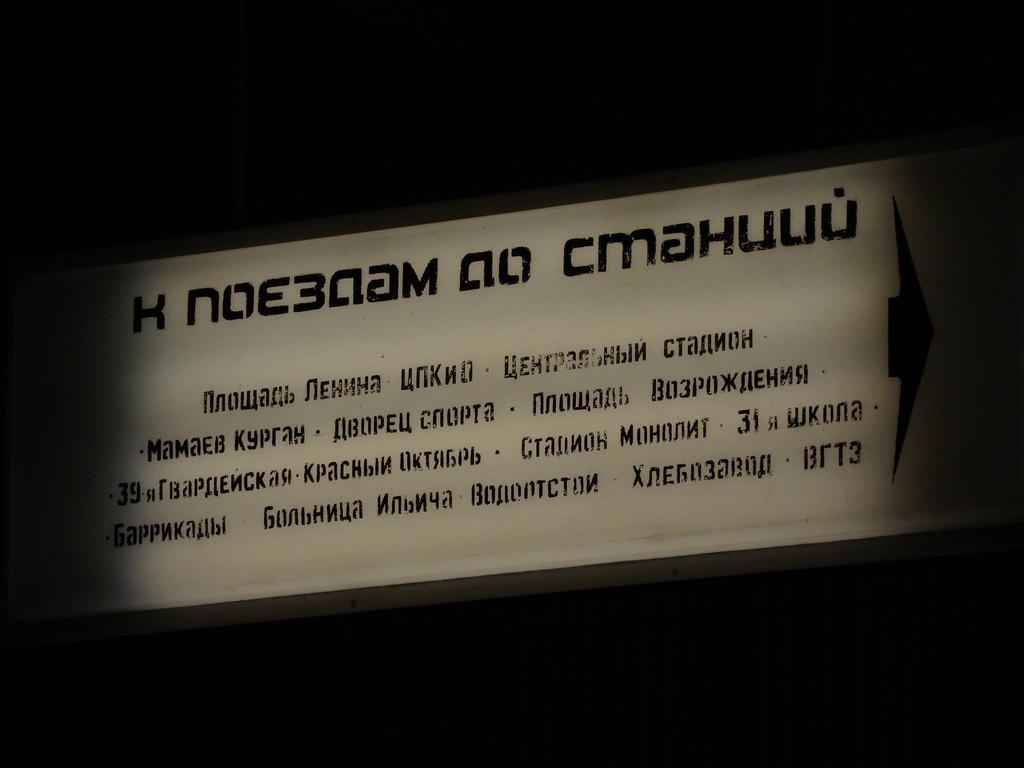 к поездам до станций
Площадь Ленина · ЦПКиО · Центральный стадион ·
· Мамаев Курган · Дворец спорта · Площадь Возрождения ·
· 39-я Гвардейская · Красный Октябрь · Стадион Монолит · 31 я школа ·
· Баррикады Больница Ильича Водоотстой Хлебозавод · ВГТЗ